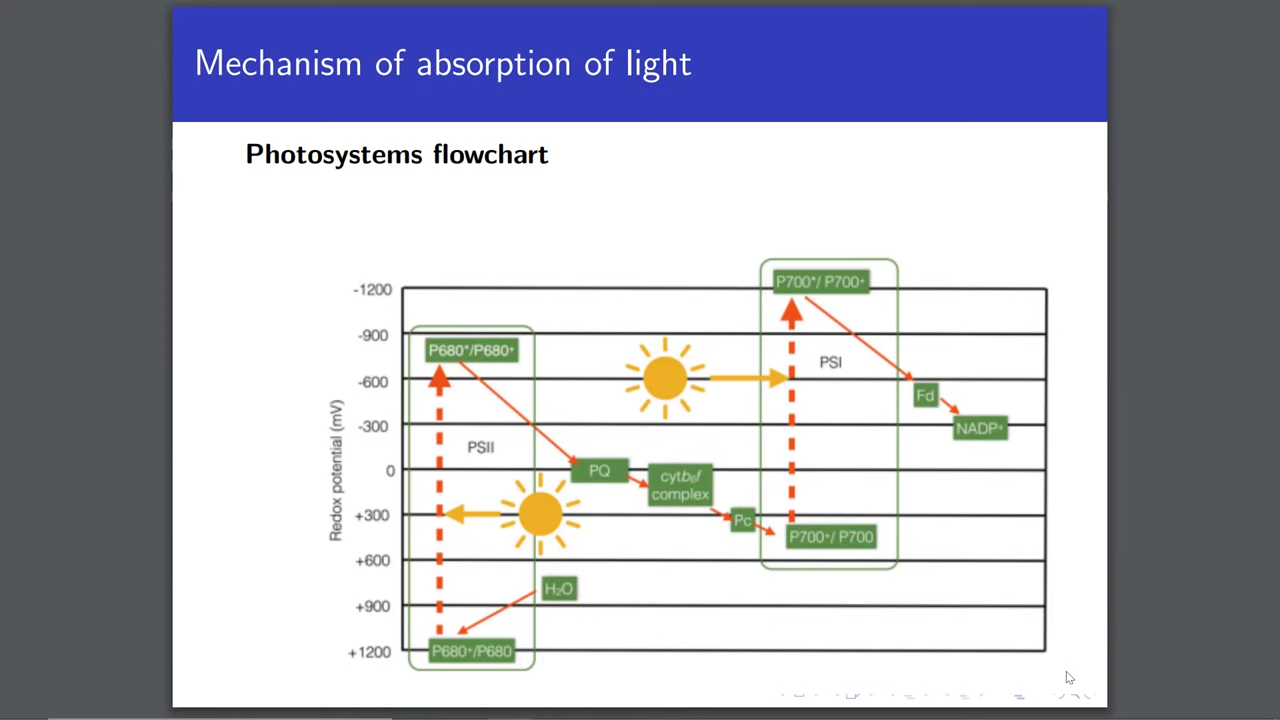 Mechanism of absorption of light
Photosystems flowchart
Redox potential (mV)
-1200
-900
-600
-300
0
+300
+600
+900
+1200
P680*/P680⁺
PSII
P680⁺/P680
H₂O
PQ
cytb₆f
complex
Pc
P700*/ P700⁺
PSI
P700⁺/ P700
Fd
NADP⁺